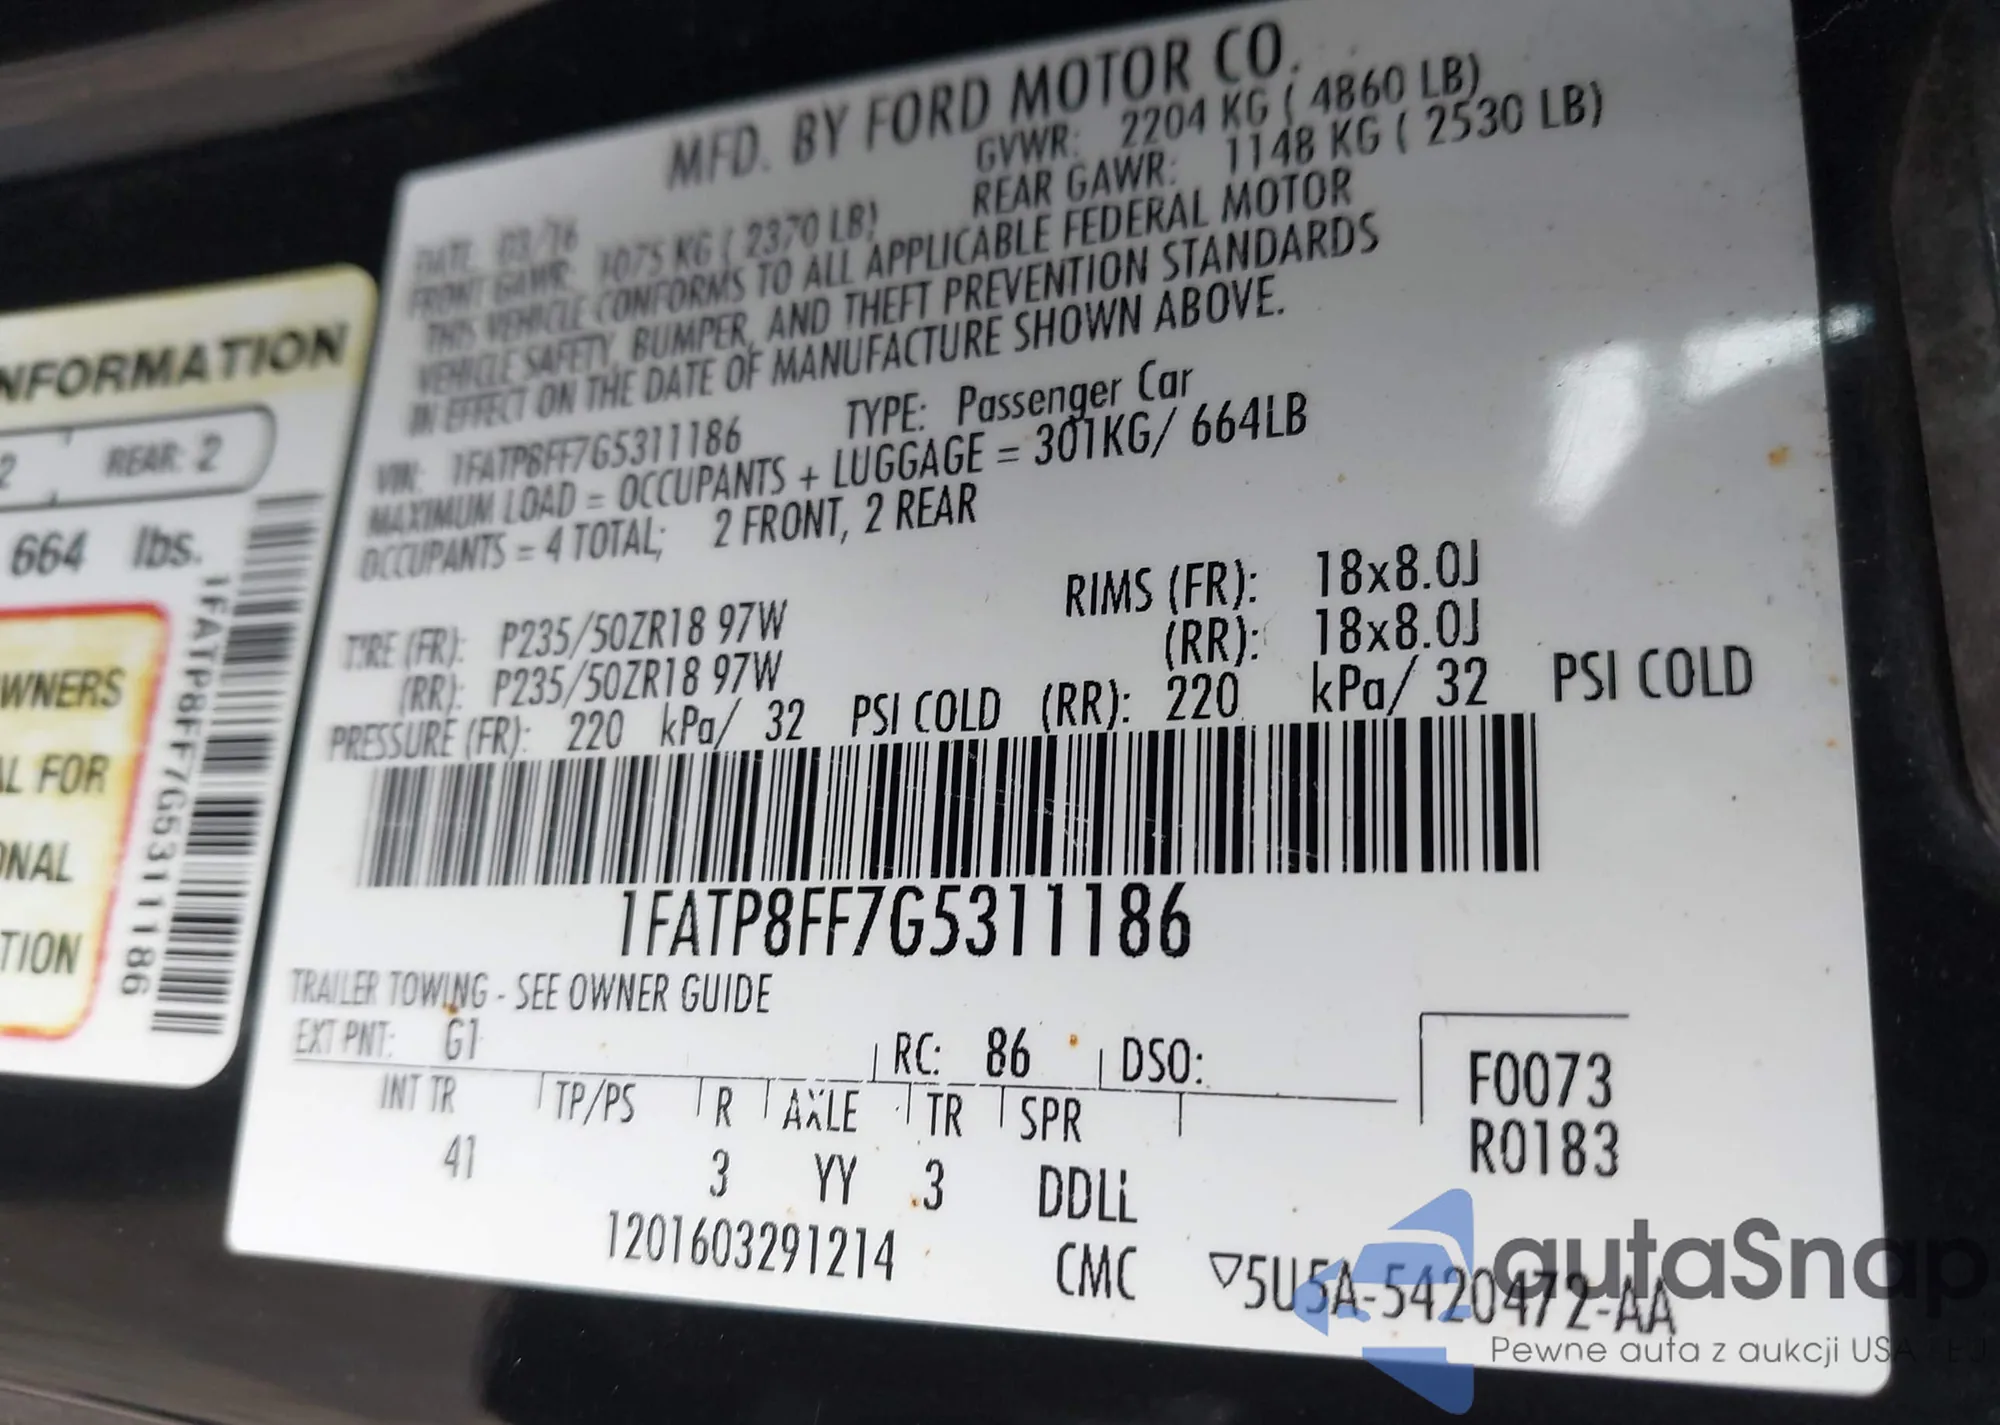 MFD. BY FORD MOTOR CO.
DATE: 03/16 GVWR: 2204 KG ( 4860 LB)
FRONT GAWR: 1075 KG ( 2370 LB) REAR GAWR: 1148 KG ( 2530 LB)
THIS VEHICLE CONFORMS TO ALL APPLICABLE FEDERAL MOTOR
VEHICLE SAFETY, BUMPER, AND THEFT PREVENTION STANDARDS
IN EFFECT ON THE DATE OF MANUFACTURE SHOWN ABOVE.
VIN: 1FATP8FF7G5311186 TYPE: Passenger Car
MAXIMUM LOAD = OCCUPANTS + LUGGAGE = 301KG/ 664LB
OCCUPANTS = 4 TOTAL; 2 FRONT, 2 REAR
TIRE (FR): P235/50ZR18 97W RIMS (FR): 18x8.0J
(RR): P235/50ZR18 97W (RR): 18x8.0J
PRESSURE (FR): 220 kPa/ 32 PSI COLD (RR): 220 kPa/ 32 PSI COLD
1FATP8FF7G5311186
TRAILER TOWING - SEE OWNER GUIDE
EXT PNT: G1 RC: 86 DSO:
INT TR TP/PS R AXLE TR SPR
41 3 YY 3 DDLL
F0073
R0183
1201603291214 CMC ▽5U5A-5420472-AA
NFORMATION
2 REAR: 2
664 lbs.
WNERS
AL FOR
ONAL
TION
1FATP8FF7G5311186
autaSnap
Pewne auta z aukcji USA